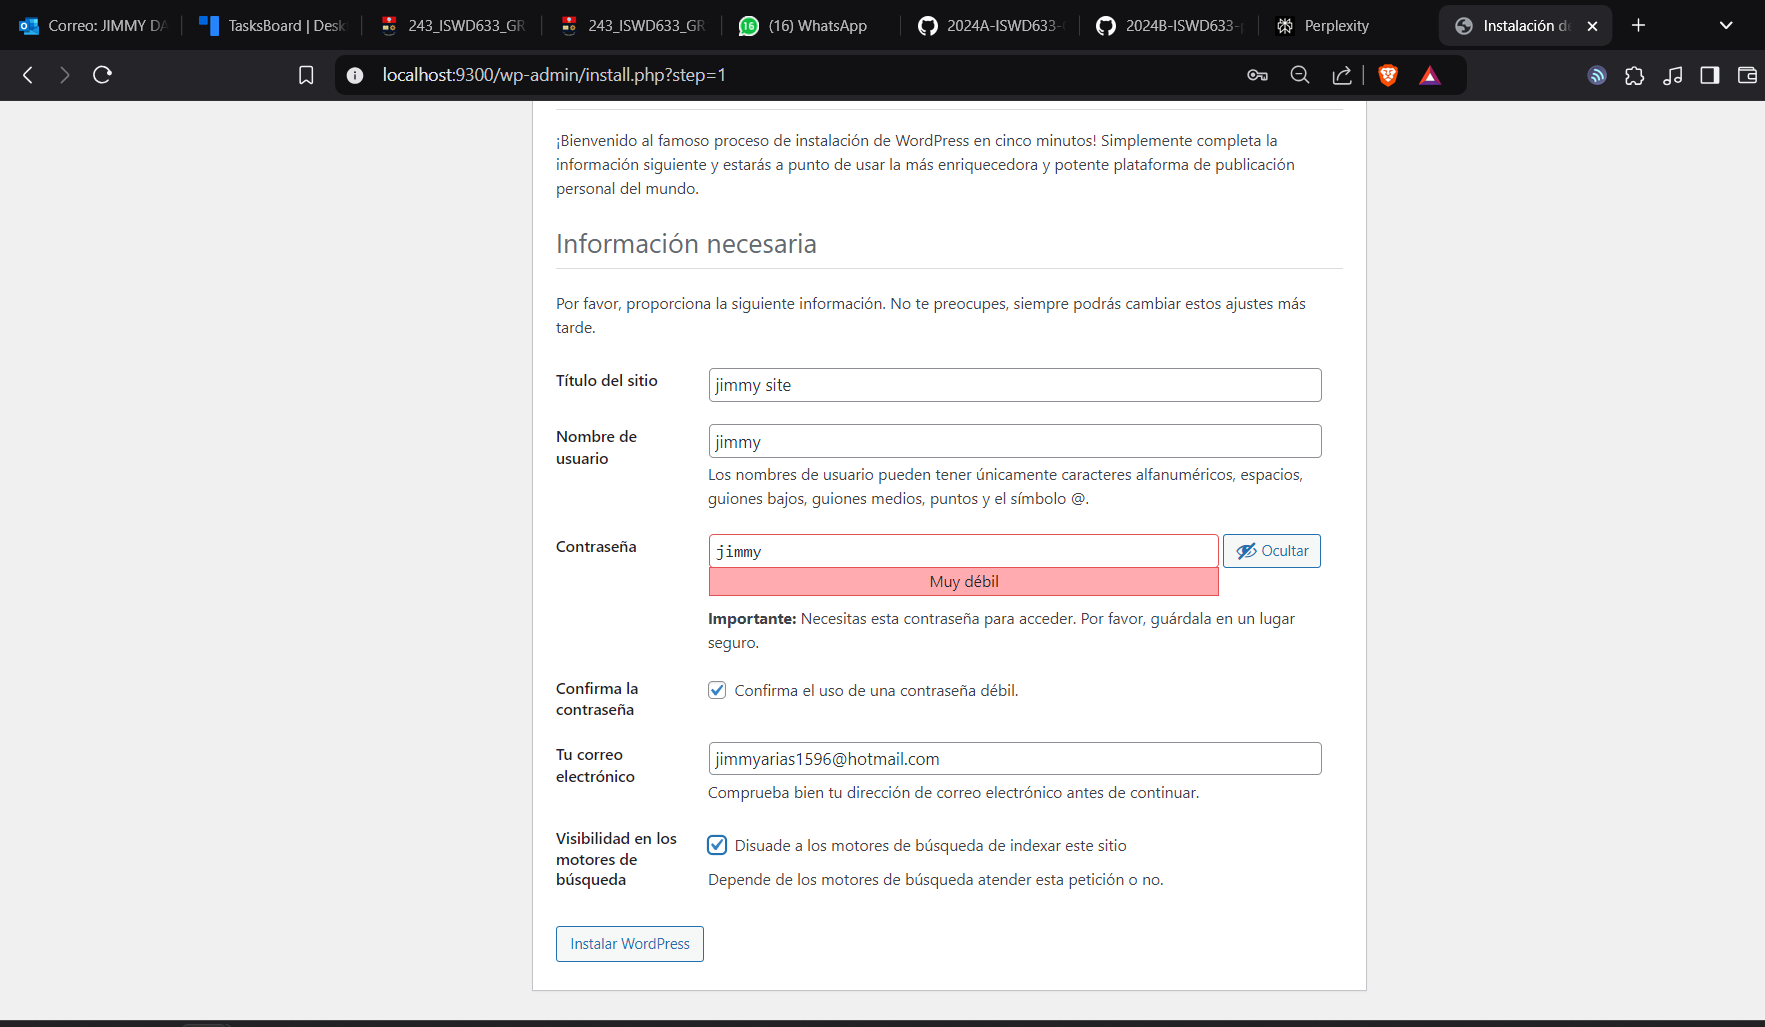 Correo: JIMMY DA
TasksBoard | Desk
243_ISWD633_GR
243_ISWD633_GR
16
(16) WhatsApp
2024A-ISWD633-
2024B-ISWD633-
Perplexity
Instalación de
localhost:9300/wp-admin/install.php?step=1
¡Bienvenido al famoso proceso de instalación de WordPress en cinco minutos! Simplemente completa la
información siguiente y estarás a punto de usar la más enriquecedora y potente plataforma de publicación
personal del mundo.
Información necesaria
Por favor, proporciona la siguiente información. No te preocupes, siempre podrás cambiar estos ajustes más
tarde.
Título del sitio
jimmy site
Nombre de
usuario
jimmy
Los nombres de usuario pueden tener únicamente caracteres alfanuméricos, espacios,
guiones bajos, guiones medios, puntos y el símbolo @.
Contraseña
jimmy
Ocultar
Muy débil
Importante: Necesitas esta contraseña para acceder. Por favor, guárdala en un lugar
seguro.
Confirma la
contraseña
Confirma el uso de una contraseña débil.
Tu correo
electrónico
jimmyarias1596@hotmail.com
Comprueba bien tu dirección de correo electrónico antes de continuar.
Visibilidad en los
motores de
búsqueda
Disuade a los motores de búsqueda de indexar este sitio
Depende de los motores de búsqueda atender esta petición o no.
Instalar WordPress